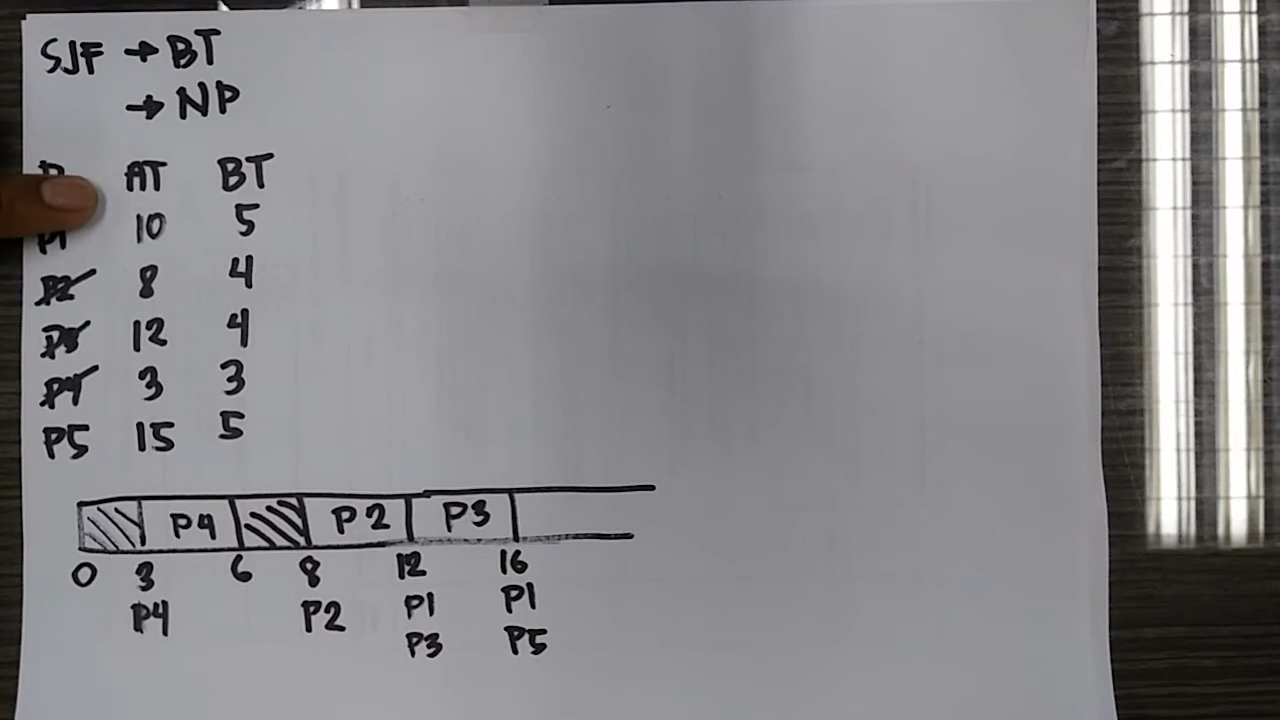 SJF → BT
→ NP
AT BT
P1 10 5
P2 8 4
P3 12 4
P4 3 3
P5 15 5
P4 P2 P3
0 3 6 8 12 16
P4 P2 P1 P1
P3 P5